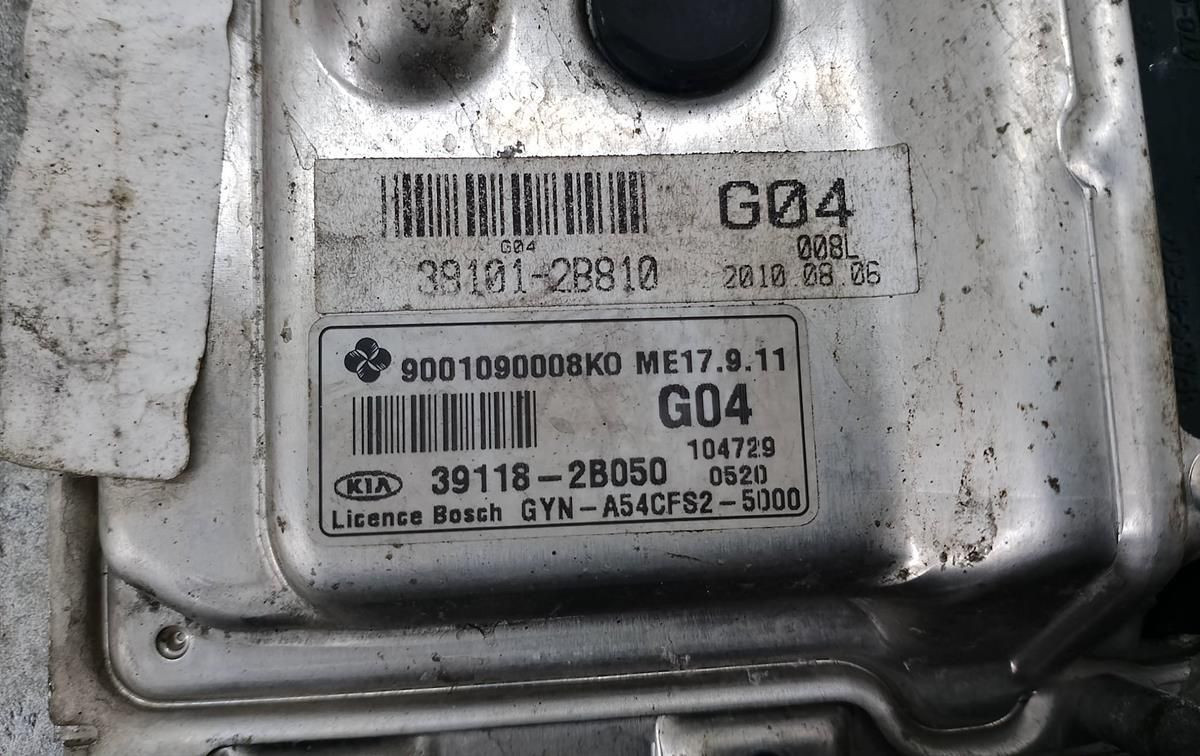 G04
G04
008L
39101-2B810
2010.08.06
9001090008K0 ME17.9.11
G04
104729
39118-2B050
0520
KIA
Licence Bosch GYN-A54CFS2-5000